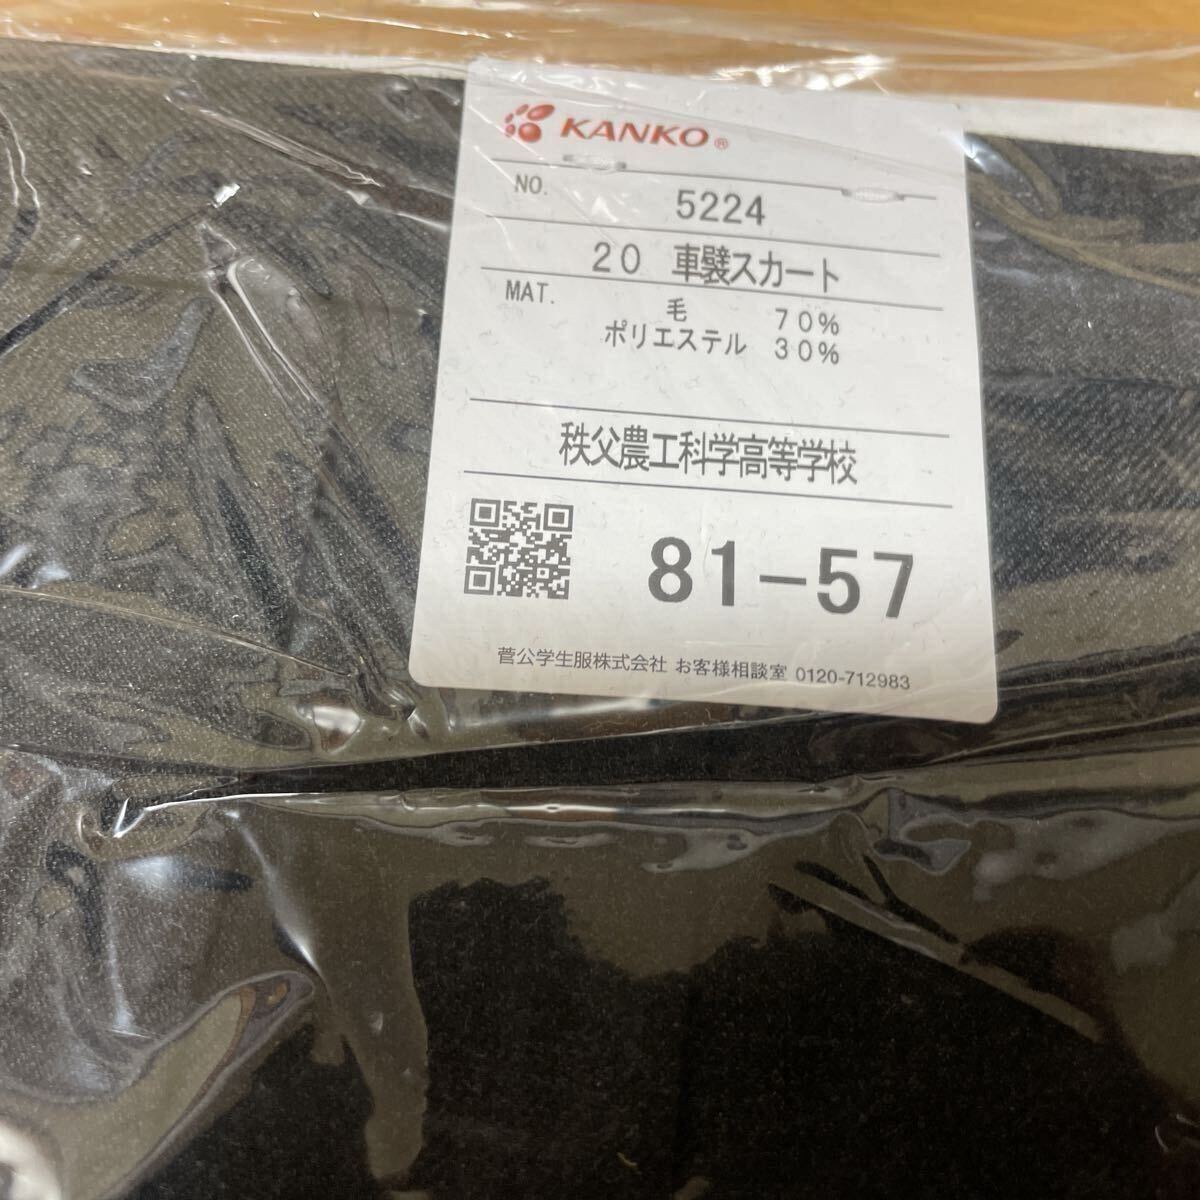 KANKO®
NO. 5224
20 車襞スカート
MAT. 毛 70%
ポリエステル 30%
秩父農工科学高等学校
81-57
菅公学生服株式会社 お客様相談室 0120-712983